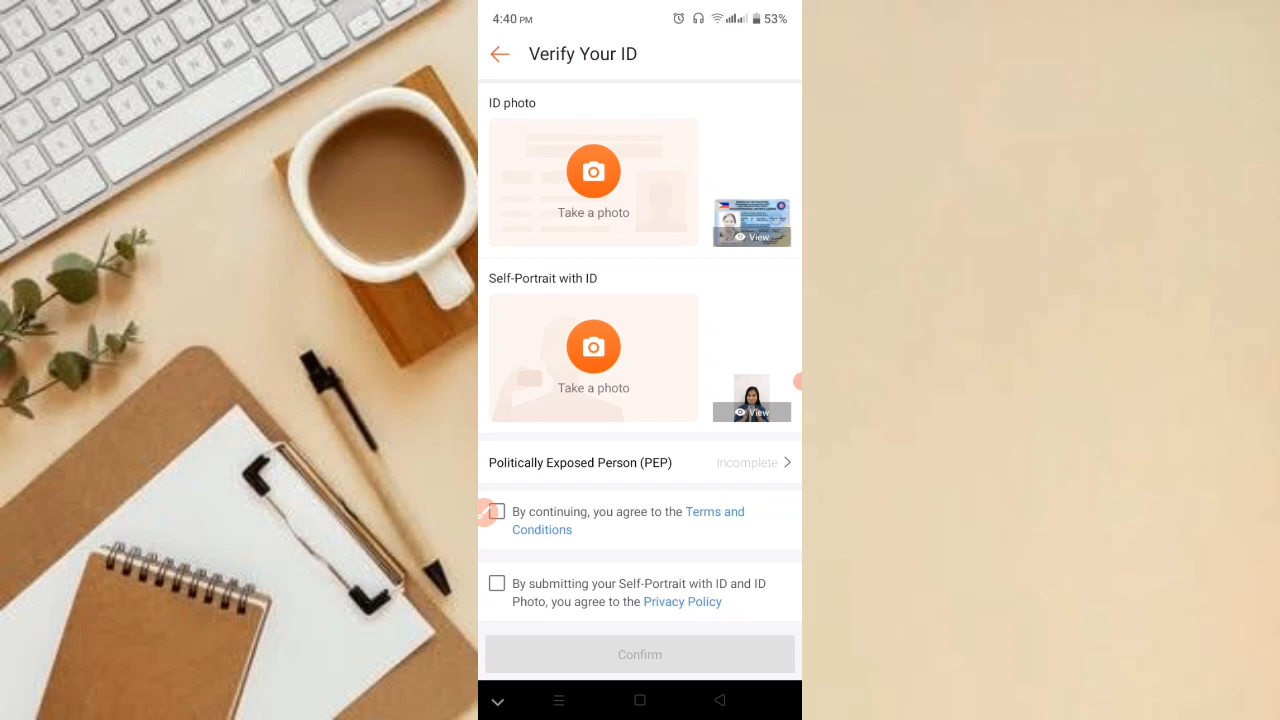 4:40 PM
53%
Verify Your ID
ID photo
Take a photo
View
Self-Portrait with ID
Take a photo
View
Politically Exposed Person (PEP)
Incomplete
By continuing, you agree to the Terms and
Conditions
By submitting your Self-Portrait with ID and ID
Photo, you agree to the Privacy Policy
Confirm